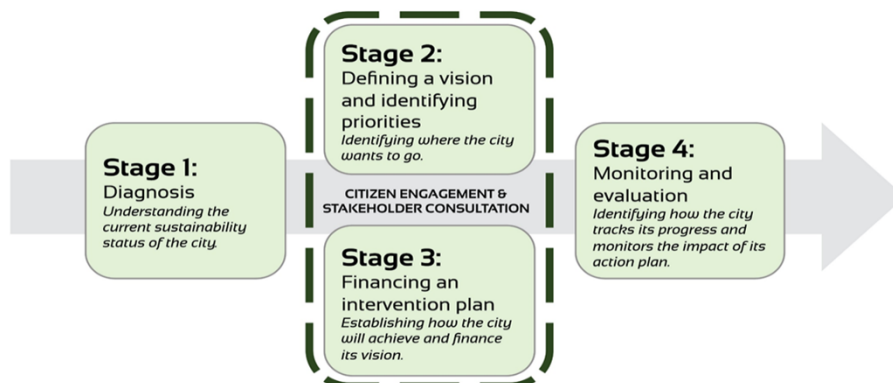 Stage 1:
Diagnosis
Understanding the
current sustainability
status of the city.
Stage 2:
Defining a vision
and identifying
priorities
Identifying where the city
wants to go.
CITIZEN ENGAGEMENT &
STAKEHOLDER CONSULTATION
Stage 3:
Financing an
intervention plan
Establishing how the city
will achieve and finance
its vision.
Stage 4:
Monitoring and
evaluation
Identifying how the city
tracks its progress and
monitors the impact of its
action plan.